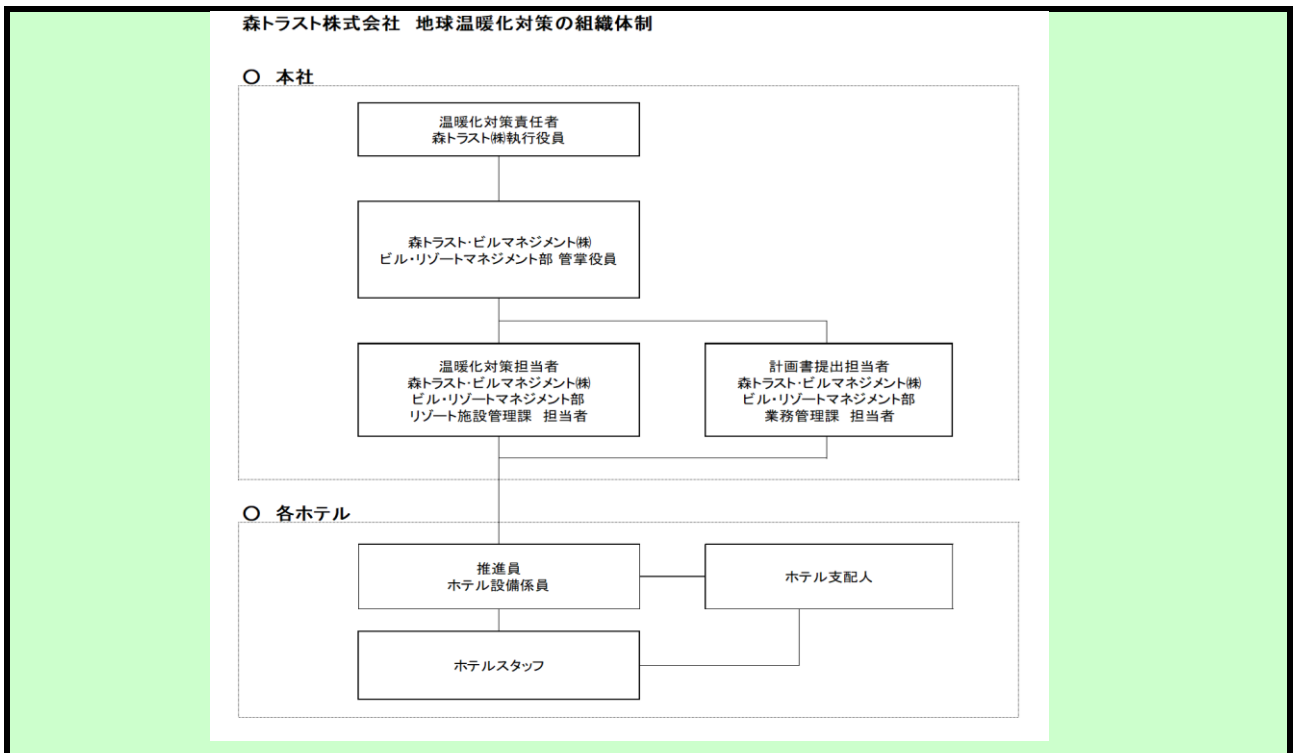 森トラスト株式会社 地球温暖化対策の組織体制
〇 本社
温暖化対策責任者
森トラスト㈱執行役員
森トラスト・ビルマネジメント㈱
ビル・リゾートマネジメント部 管掌役員
温暖化対策担当者
森トラスト・ビルマネジメント㈱
ビル・リゾートマネジメント部
リゾート施設管理課 担当者
計画書提出担当者
森トラスト・ビルマネジメント㈱
ビル・リゾートマネジメント部
業務管理課 担当者
〇 各ホテル
推進員
ホテル設備係員
ホテル支配人
ホテルスタッフ